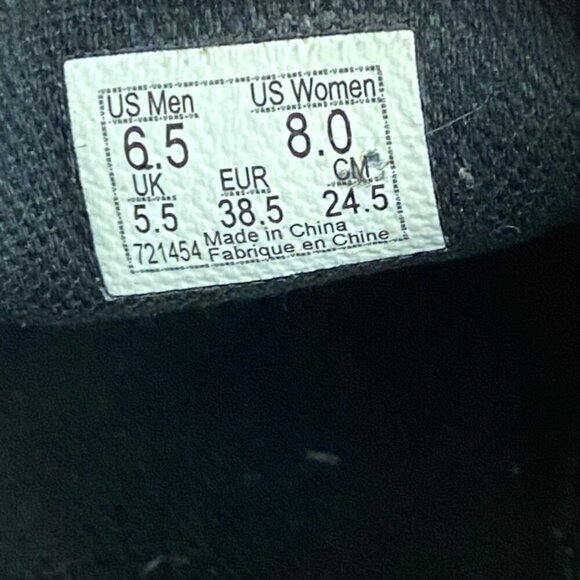 US Men US Women
6.5 8.0
UK EUR CM
5.5 38.5 24.5
721454 Made in China
Fabrique en Chine